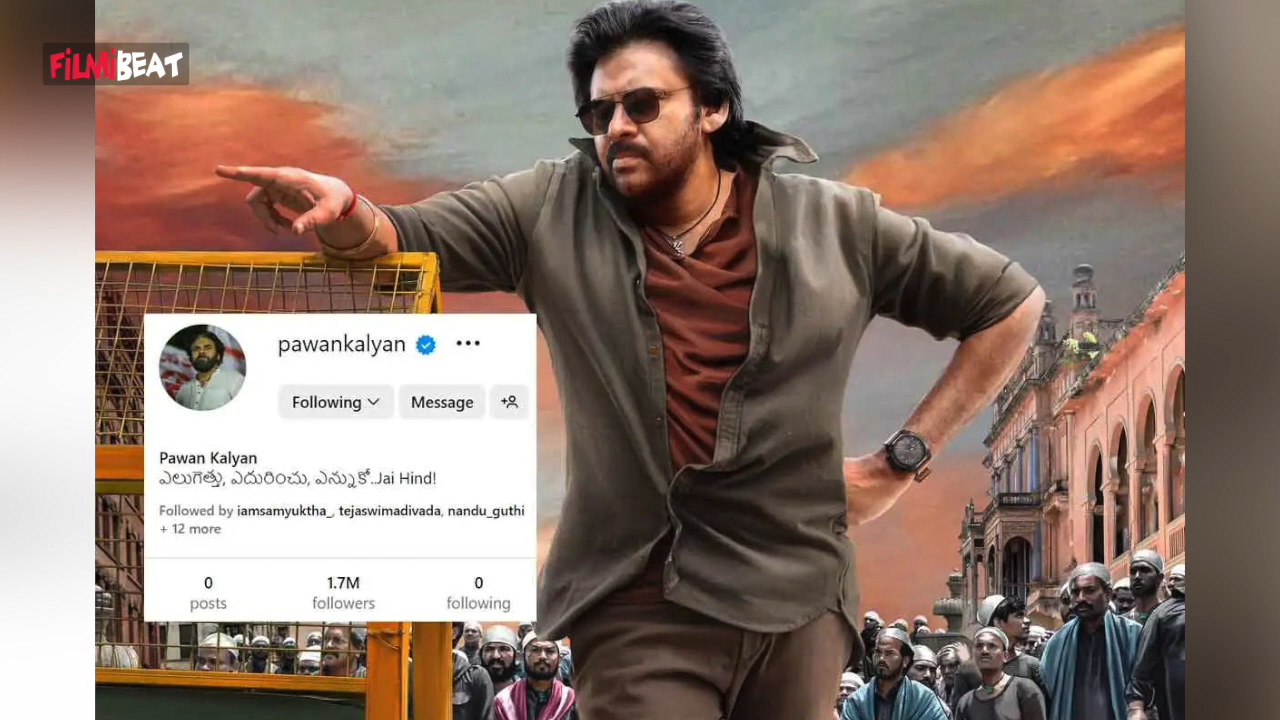 FiLMiBEAT
pawankalyan
Following
Message
Pawan Kalyan
ఎలుగెత్తు, ఎదురించు, ఎన్నుకో..Jai Hind!
Followed by iamsamyuktha_, tejaswimadivada, nandu_guthi
+ 12 more
0 1.7M 0
posts followers following